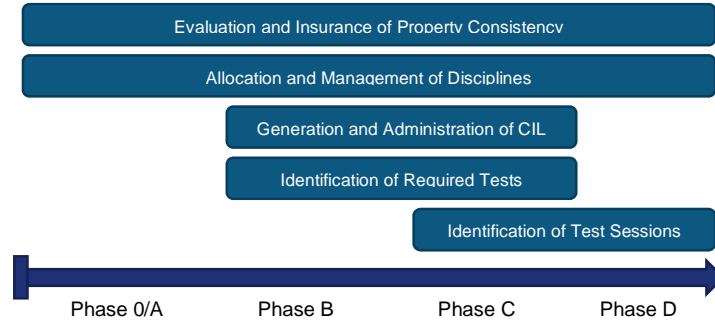 Evaluation and Insurance of Property Consistency
Allocation and Management of Disciplines
Generation and Administration of CIL
Identification of Required Tests
Identification of Test Sessions
Phase 0/A Phase B Phase C Phase D